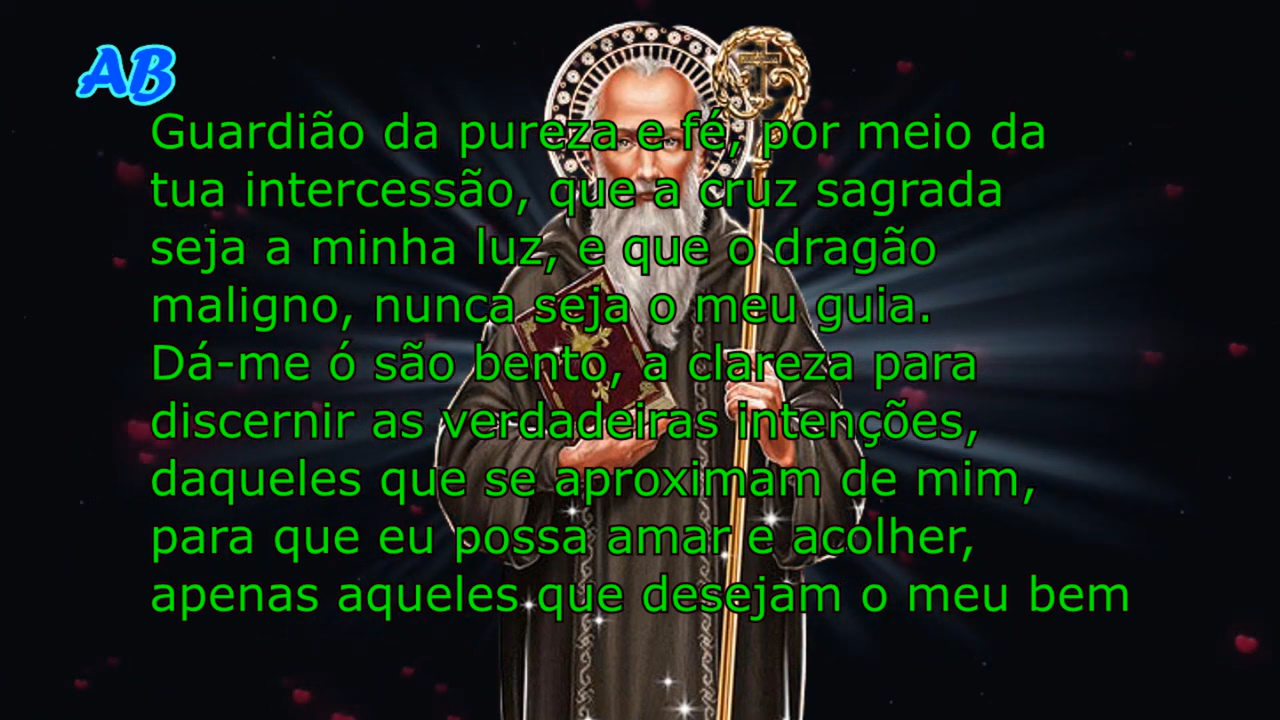 AB
Guardião da pureza e fé, por meio da
tua intercessão, que a cruz sagrada
seja a minha luz, e que o dragão
maligno, nunca seja o meu guia.
Dá-me ó são bento, a clareza para
discernir as verdadeiras intenções,
daqueles que se aproximam de mim,
para que eu possa amar e acolher,
apenas aqueles que desejam o meu bem